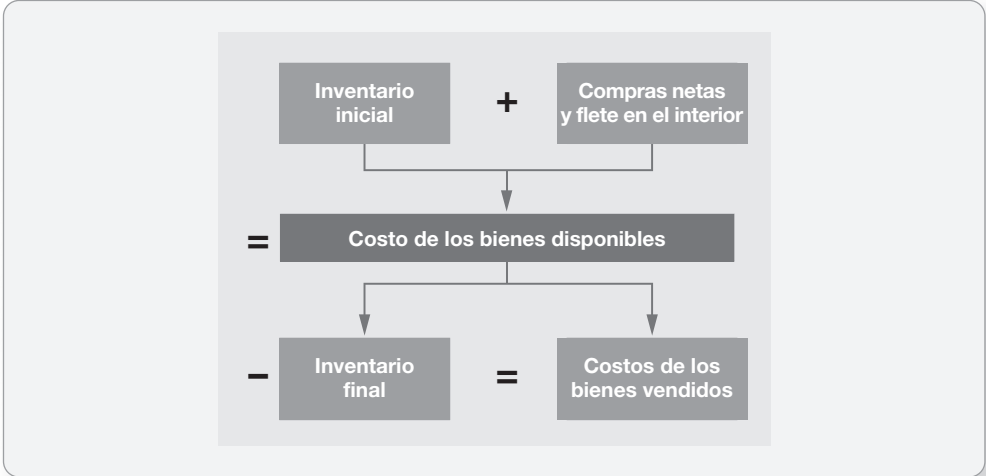 Inventario
inicial
+
Compras netas
y flete en el interior
=
Costo de los bienes disponibles
−
Inventario
final
=
Costos de los
bienes vendidos